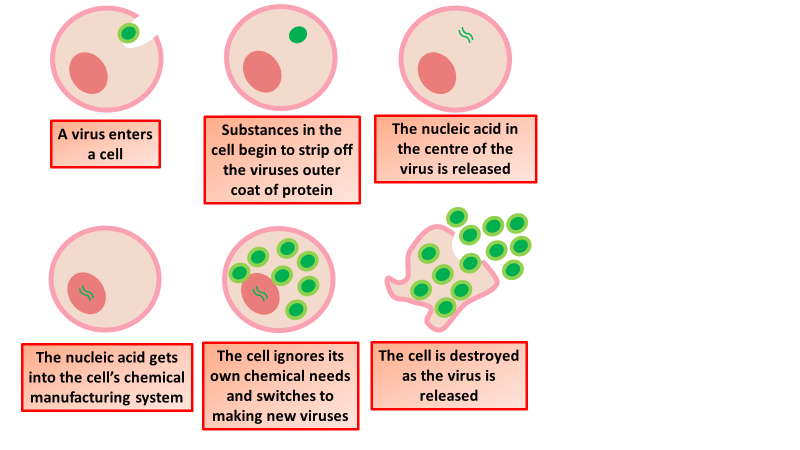 A virus enters
a cell
Substances in the
cell begin to strip off
the viruses outer
coat of protein
The nucleic acid in
the centre of the
virus is released
The nucleic acid gets
into the cell’s chemical
manufacturing system
The cell ignores its
own chemical needs
and switches to
making new viruses
The cell is destroyed
as the virus is
released